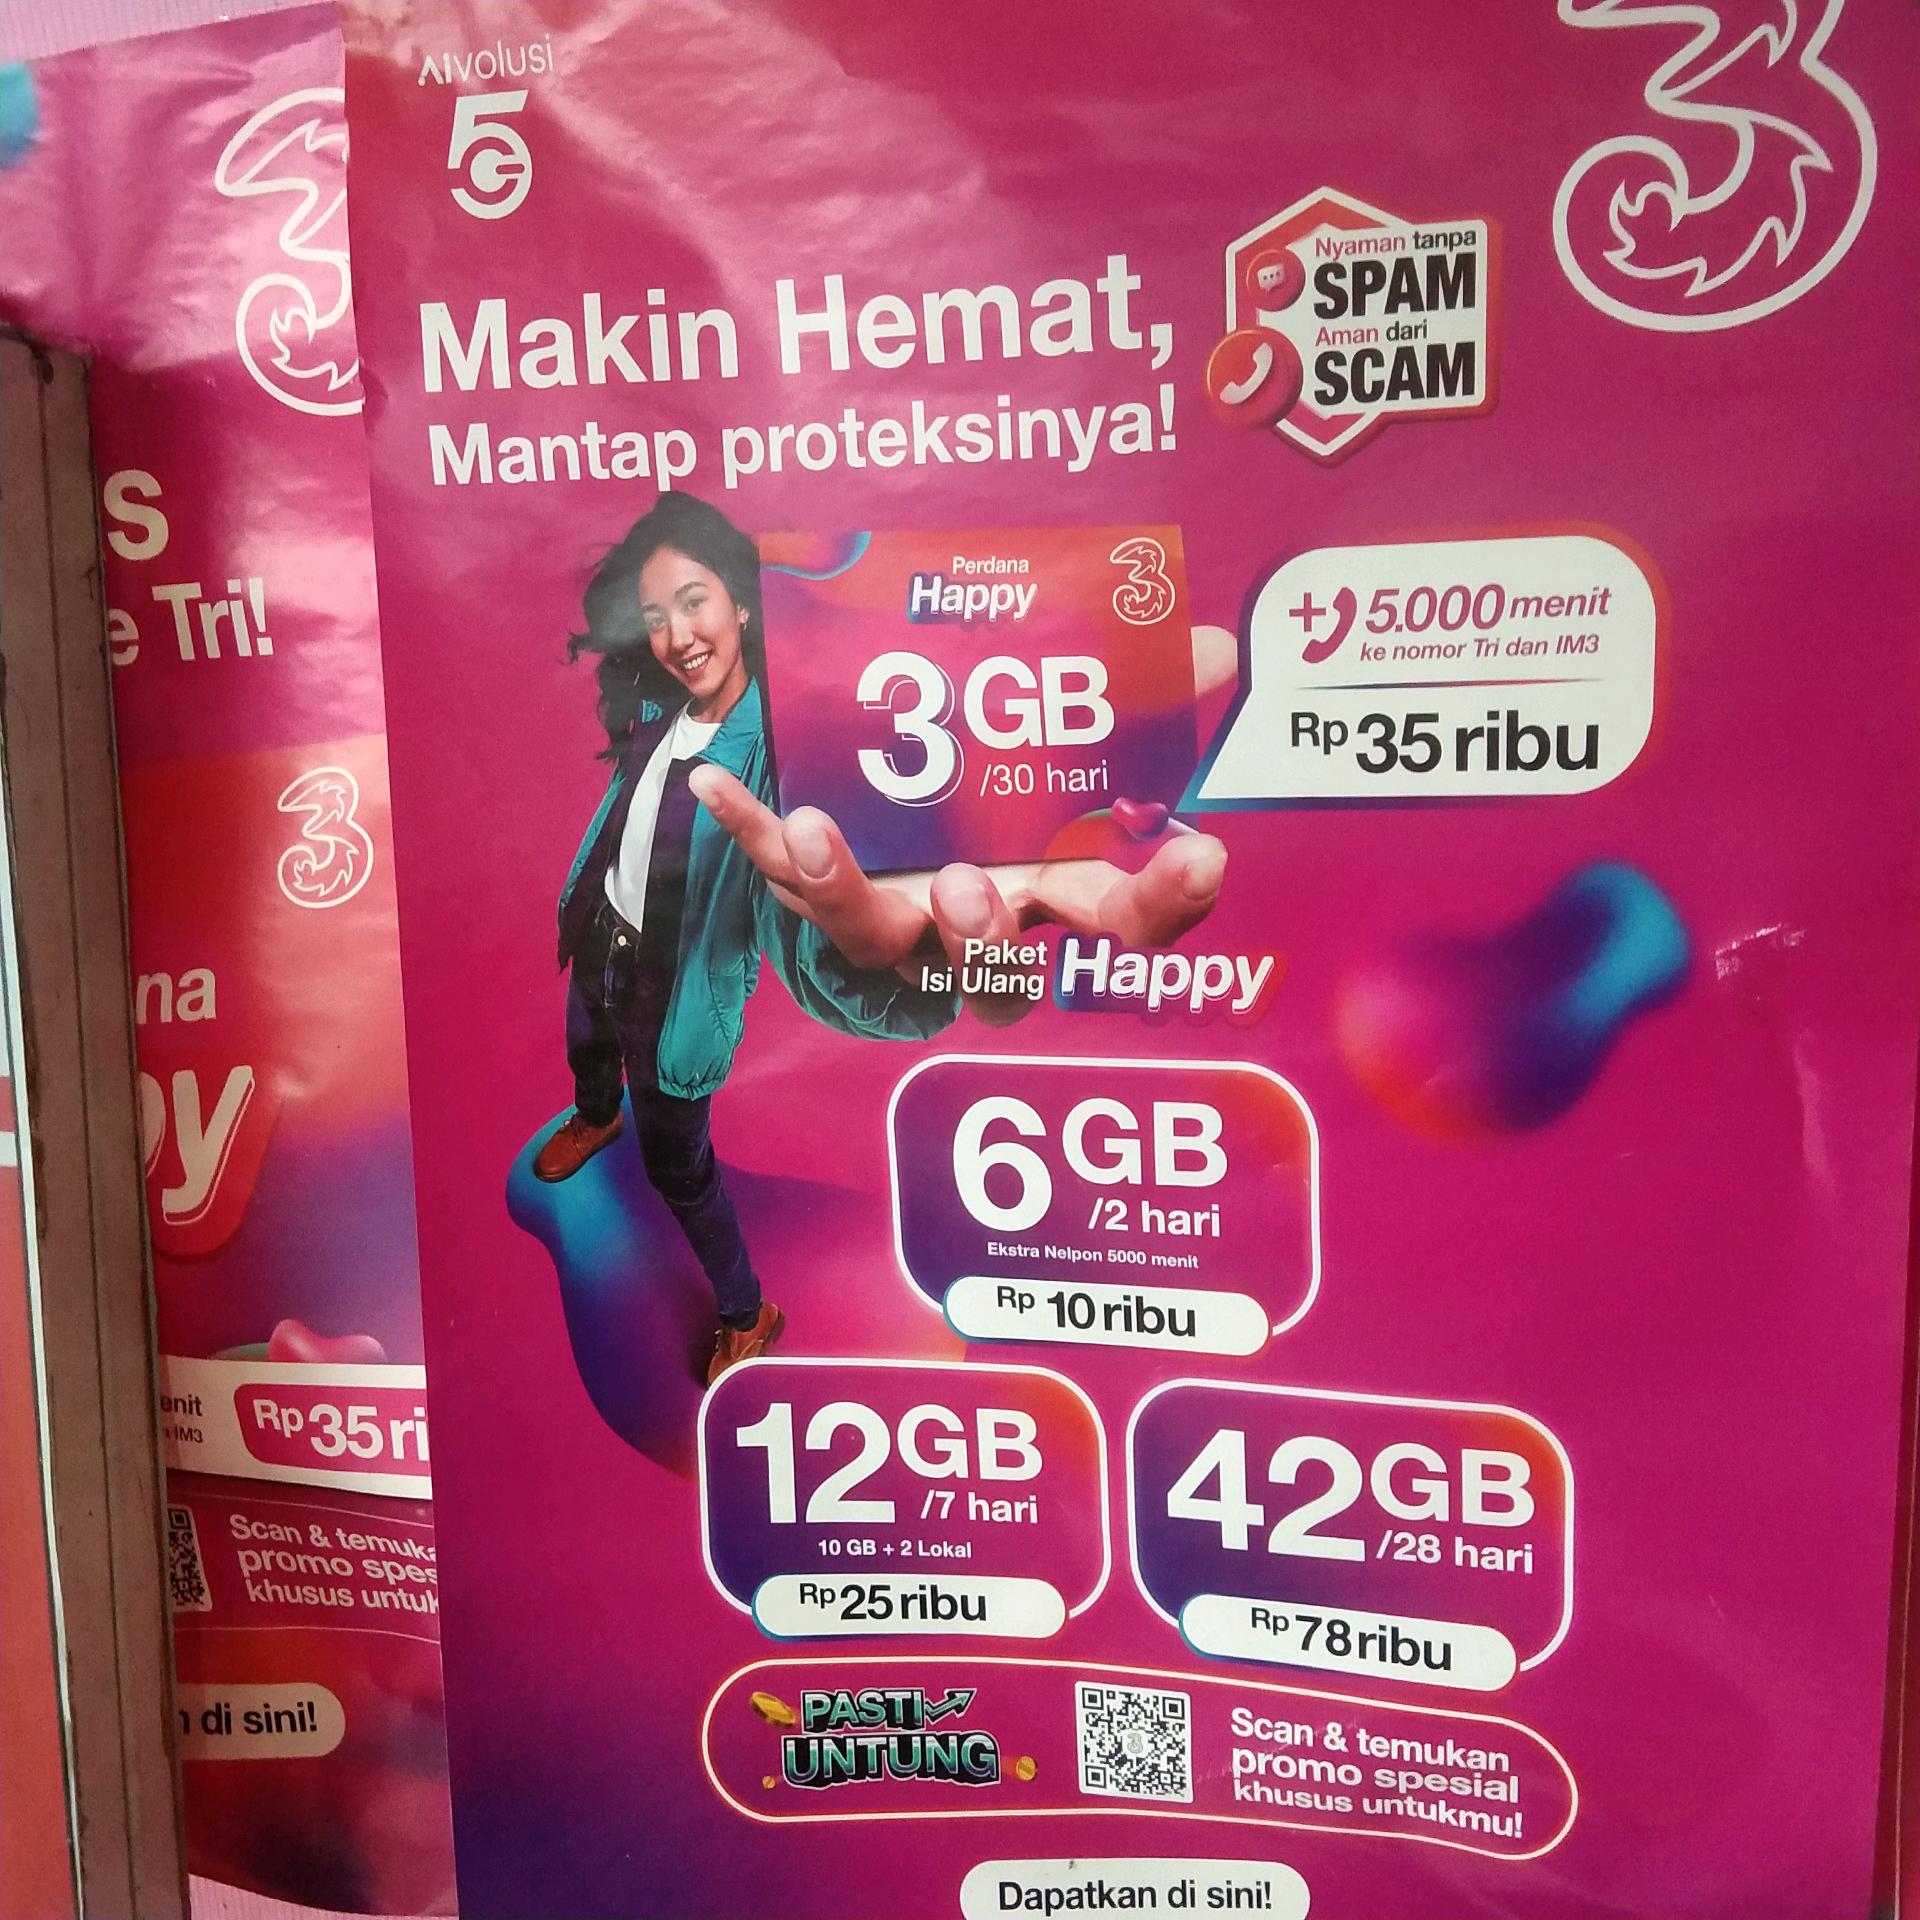 AIVOLUSI
5G
Makin Hemat,
Mantap proteksinya!
Nyaman tanpa
SPAM
Aman dari
SCAM
3
Perdana
Happy
3
3GB
/30 hari
+ 5.000 menit
ke nomor Tri dan IM3
Rp 35 ribu
Paket
Isi Ulang Happy
6GB
/2 hari
Ekstra Nelpon 5000 menit
Rp 10 ribu
12GB
/7 hari
10 GB + 2 Lokal
Rp 25 ribu
42GB
/28 hari
Rp 78 ribu
PASTI
UNTUNG
Scan & temukan
promo spesial
khusus untukmu!
Dapatkan di sini!
3
s
e Tri!
3
na
py
enit
IM3
Rp 35 ri
Scan & temuka
promo spes
khusus untuk
di sini!